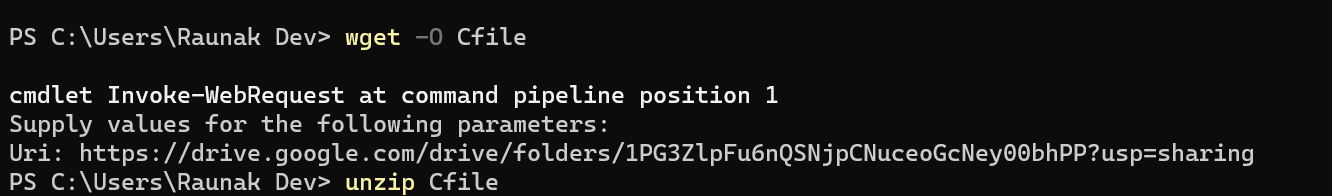 PS C:\Users\Raunak Dev> wget -O Cfile
cmdlet Invoke-WebRequest at command pipeline position 1
Supply values for the following parameters:
Uri: https://drive.google.com/drive/folders/1PG3ZlpFu6nQSNjpCNuceoGcNey00bhPP?usp=sharing
PS C:\Users\Raunak Dev> unzip Cfile